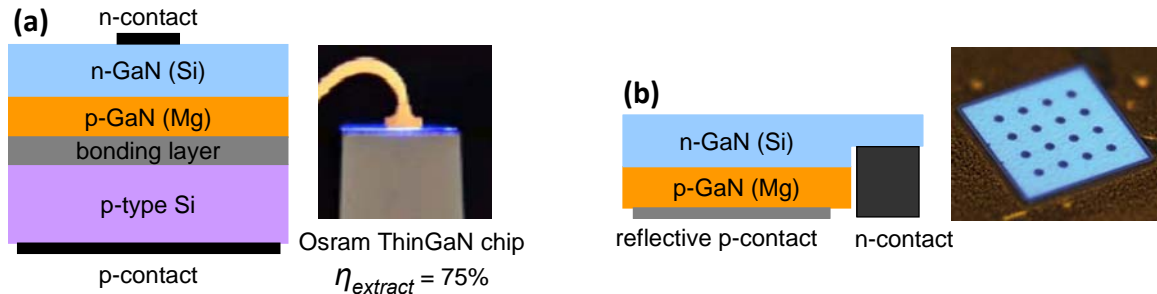 (a)
n-contact
n-GaN (Si)
p-GaN (Mg)
bonding layer
p-type Si
p-contact
Osram ThinGaN chip
η_extract = 75%
(b)
n-GaN (Si)
p-GaN (Mg)
reflective p-contact
n-contact